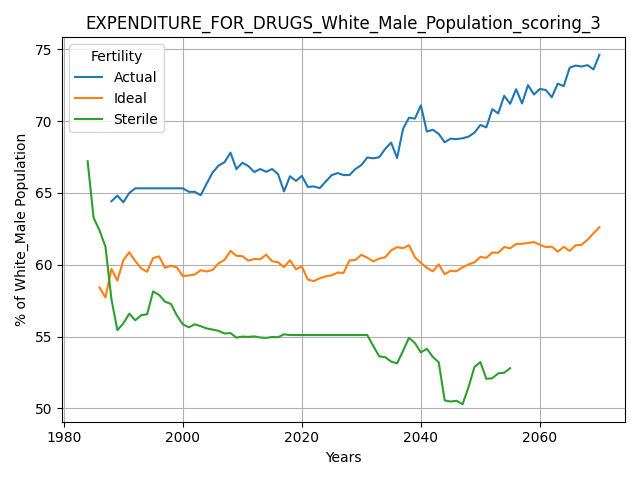 EXPENDITURE_FOR_DRUGS_White_Male_Population_scoring_3
Fertility
Actual
Ideal
Sterile
% of White_Male Population
75
70
65
60
55
50
1980
2000
2020
2040
2060
Years